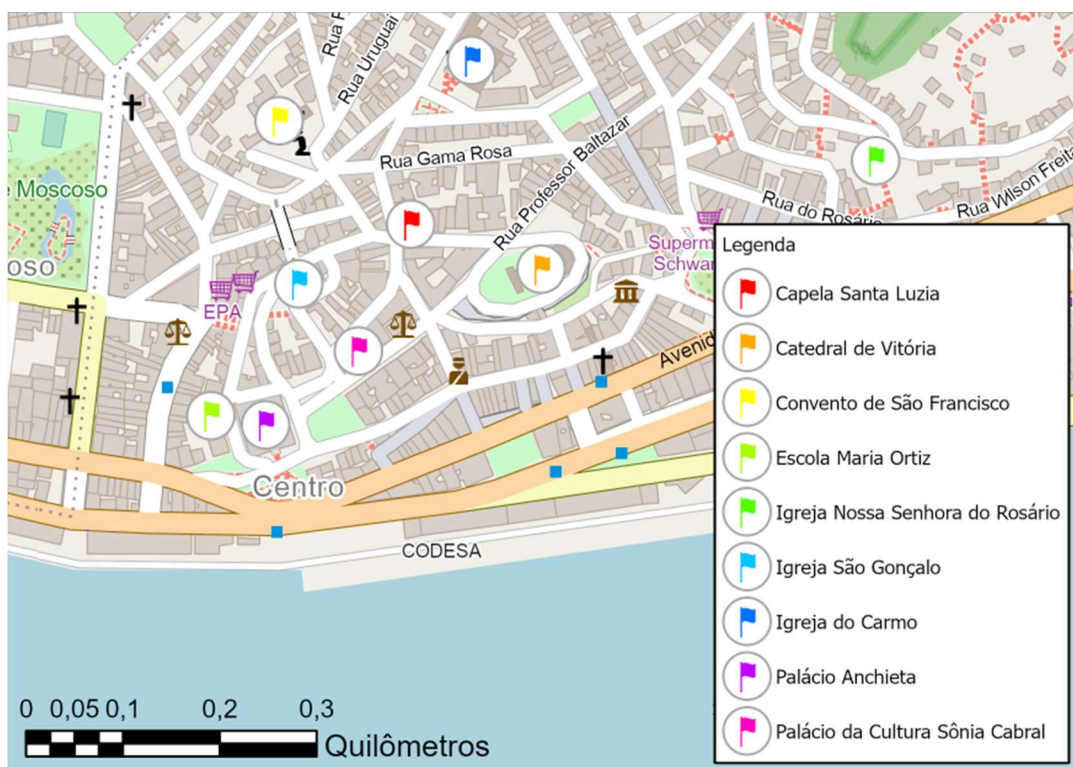 Rua Uruguai
Rua Gama Rosa
Rua Professor Baltazar
e Moscoso
oso
Rua do Rosário
Rua Wilson Freita
Superm
Schwar
EPA
Avenid
Centro
CODESA
Legenda
Capela Santa Luzia
Catedral de Vitória
Convento de São Francisco
Escola Maria Ortiz
Igreja Nossa Senhora do Rosário
Igreja São Gonçalo
Igreja do Carmo
Palácio Anchieta
Palácio da Cultura Sônia Cabral
0 0,05 0,1 0,2 0,3
Quilômetros